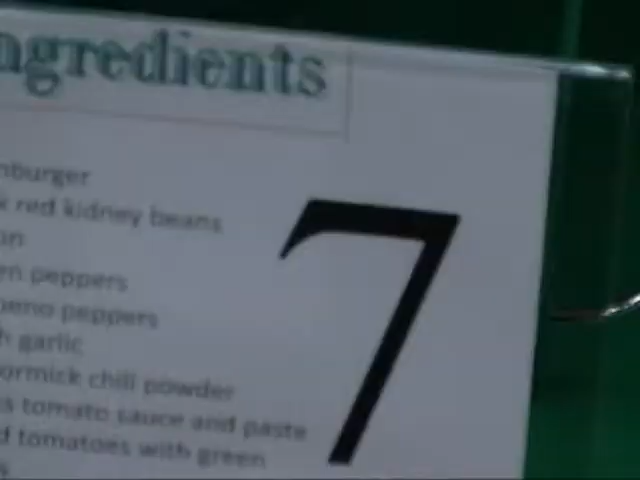 ngredients
nburger
k red kidney beans
on
en peppers
peno peppers
h garlic
ormick chili powder
s tomato sauce and paste
d tomatoes with green
s
7